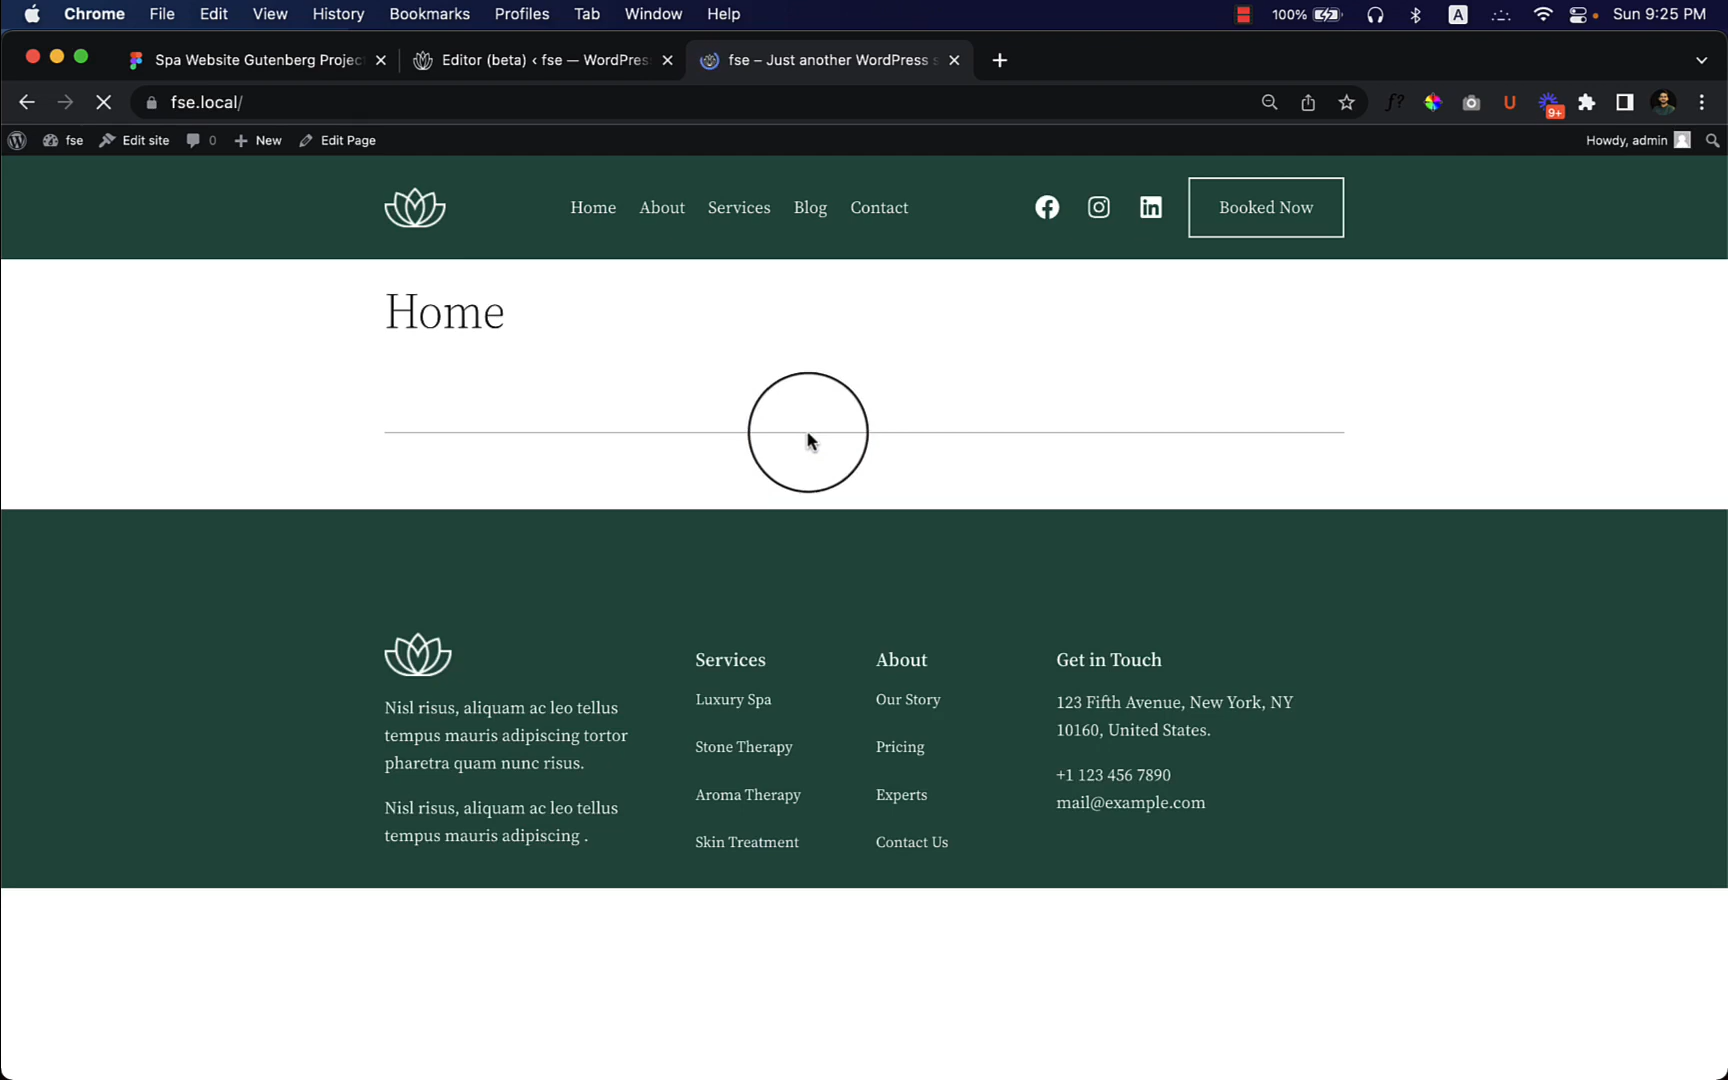 Chrome File Edit View History Bookmarks Profiles Tab Window Help 100% A Sun 9:25 PM
Spa Website Gutenberg Projec Editor (beta) ‹ fse — WordPres fse – Just another WordPress s
fse.local/ f? U 9+
fse Edit site 0 New Edit Page Howdy, admin
Home About Services Blog Contact Booked Now
Home
Nisl risus, aliquam ac leo tellus
tempus mauris adipiscing tortor
pharetra quam nunc risus.
Nisl risus, aliquam ac leo tellus
tempus mauris adipiscing .
Services
Luxury Spa
Stone Therapy
Aroma Therapy
Skin Treatment
About
Our Story
Pricing
Experts
Contact Us
Get in Touch
123 Fifth Avenue, New York, NY
10160, United States.
+1 123 456 7890
mail@example.com